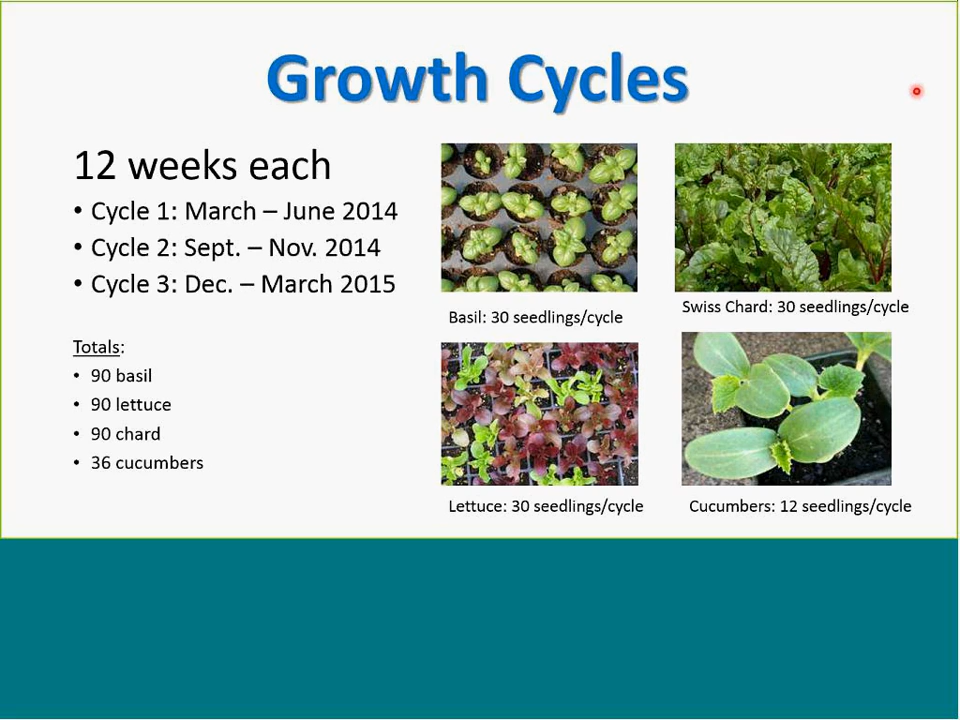 Growth Cycles
12 weeks each
• Cycle 1: March – June 2014
• Cycle 2: Sept. – Nov. 2014
• Cycle 3: Dec. – March 2015
Totals:
• 90 basil
• 90 lettuce
• 90 chard
• 36 cucumbers
Basil: 30 seedlings/cycle
Swiss Chard: 30 seedlings/cycle
Lettuce: 30 seedlings/cycle
Cucumbers: 12 seedlings/cycle